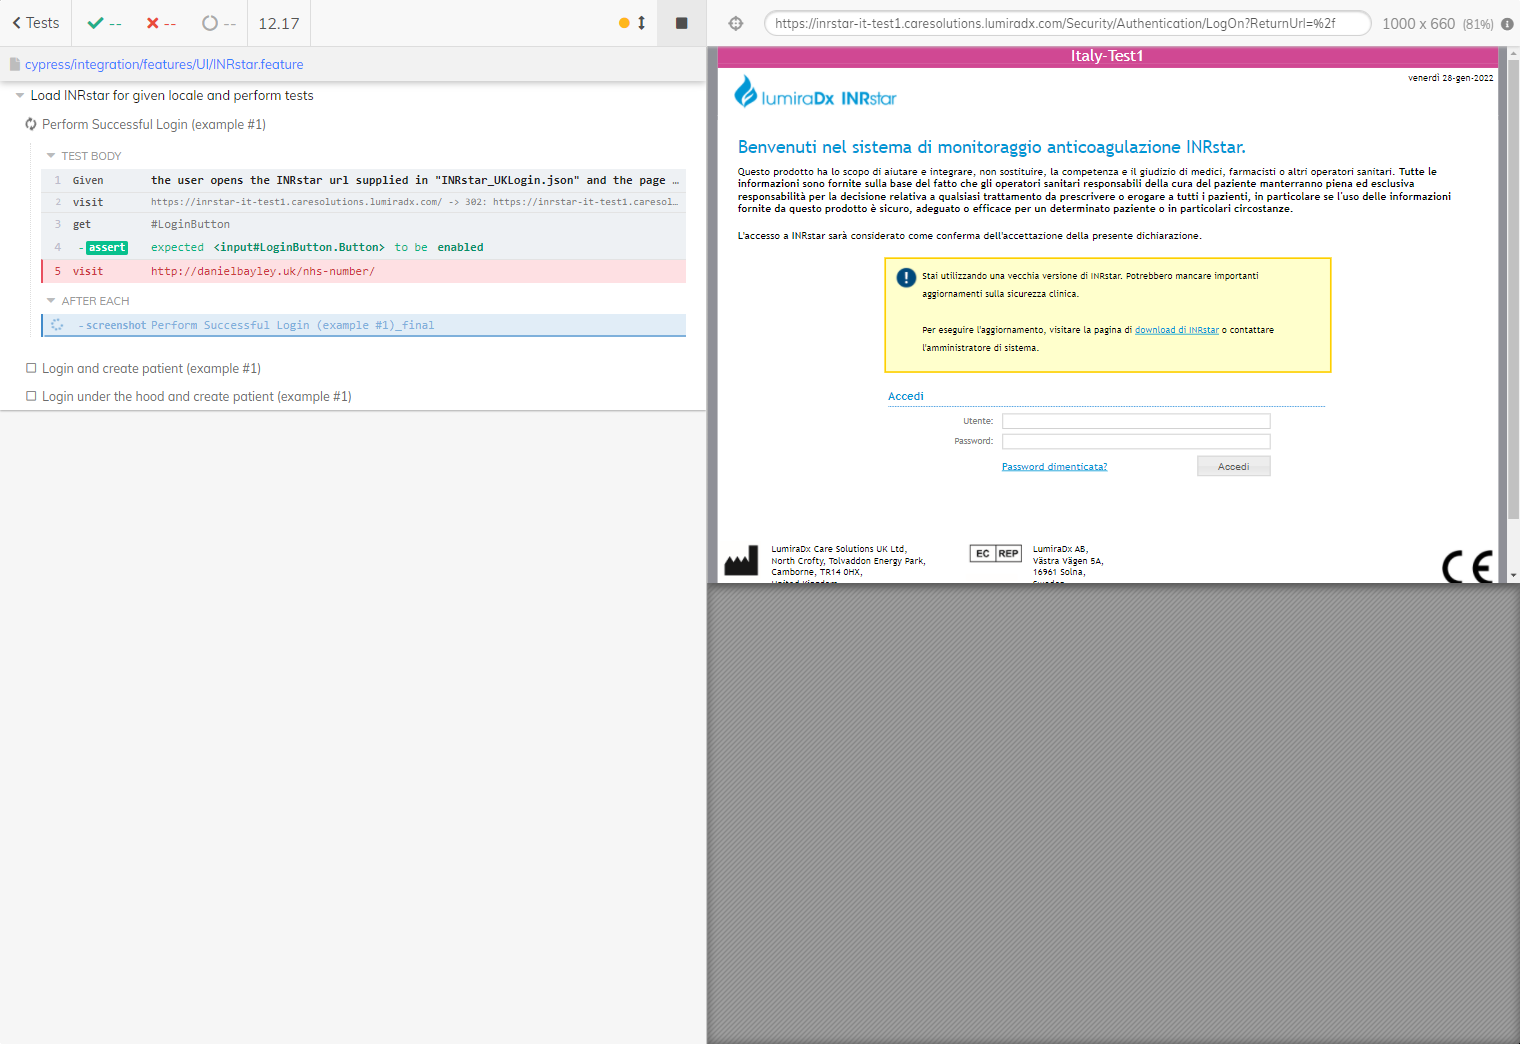 Tests
--
--
--
12.17
cypress/integration/features/UI/INRstar.feature
Load INRstar for given locale and perform tests
Perform Successful Login (example #1)
TEST BODY
1 Given the user opens the INRstar url supplied in "INRstar_UKLogin.json" and the page ...
2 visit https://inrstar-it-test1.caresolutions.lumiradx.com/ -> 302: https://inrstar-it-test1.caresol...
3 get #LoginButton
4 -assert expected <input#LoginButton.Button> to be enabled
5 visit http://danielbayley.uk/nhs-number/
AFTER EACH
-screenshot Perform Successful Login (example #1)_final
Login and create patient (example #1)
Login under the hood and create patient (example #1)
https://inrstar-it-test1.caresolutions.lumiradx.com/Security/Authentication/LogOn?ReturnUrl=%2f
1000 x 660 (81%)
Italy-Test1
venerdì 28-gen-2022
lumiraDx INRstar
Benvenuti nel sistema di monitoraggio anticoagulazione INRstar.
Questo prodotto ha lo scopo di aiutare e integrare, non sostituire, la competenza e il giudizio di medici, farmacisti o altri operatori sanitari. Tutte le
informazioni sono fornite sulla base del fatto che gli operatori sanitari responsabili della cura del paziente manterranno piena ed esclusiva
responsabilità per la decisione relativa a qualsiasi trattamento da prescrivere o erogare a tutti i pazienti, in particolare se l'uso delle informazioni
fornite da questo prodotto è sicuro, adeguato o efficace per un determinato paziente o in particolari circostanze.
L'accesso a INRstar sarà considerato come conferma dell'accettazione della presente dichiarazione.
Stai utilizzando una vecchia versione di INRstar. Potrebbero mancare importanti
aggiornamenti sulla sicurezza clinica.
Per eseguire l'aggiornamento, visitare la pagina di download di INRstar o contattare
l'amministratore di sistema.
Accedi
Utente:
Password:
Password dimenticata?
Accedi
LumiraDx Care Solutions UK Ltd,
North Crofty, Tolvaddon Energy Park,
Camborne, TR14 0HX,
United Kingdom
EC REP
LumiraDx AB,
Västra Vägen 5A,
16961 Solna,
Sweden
CE